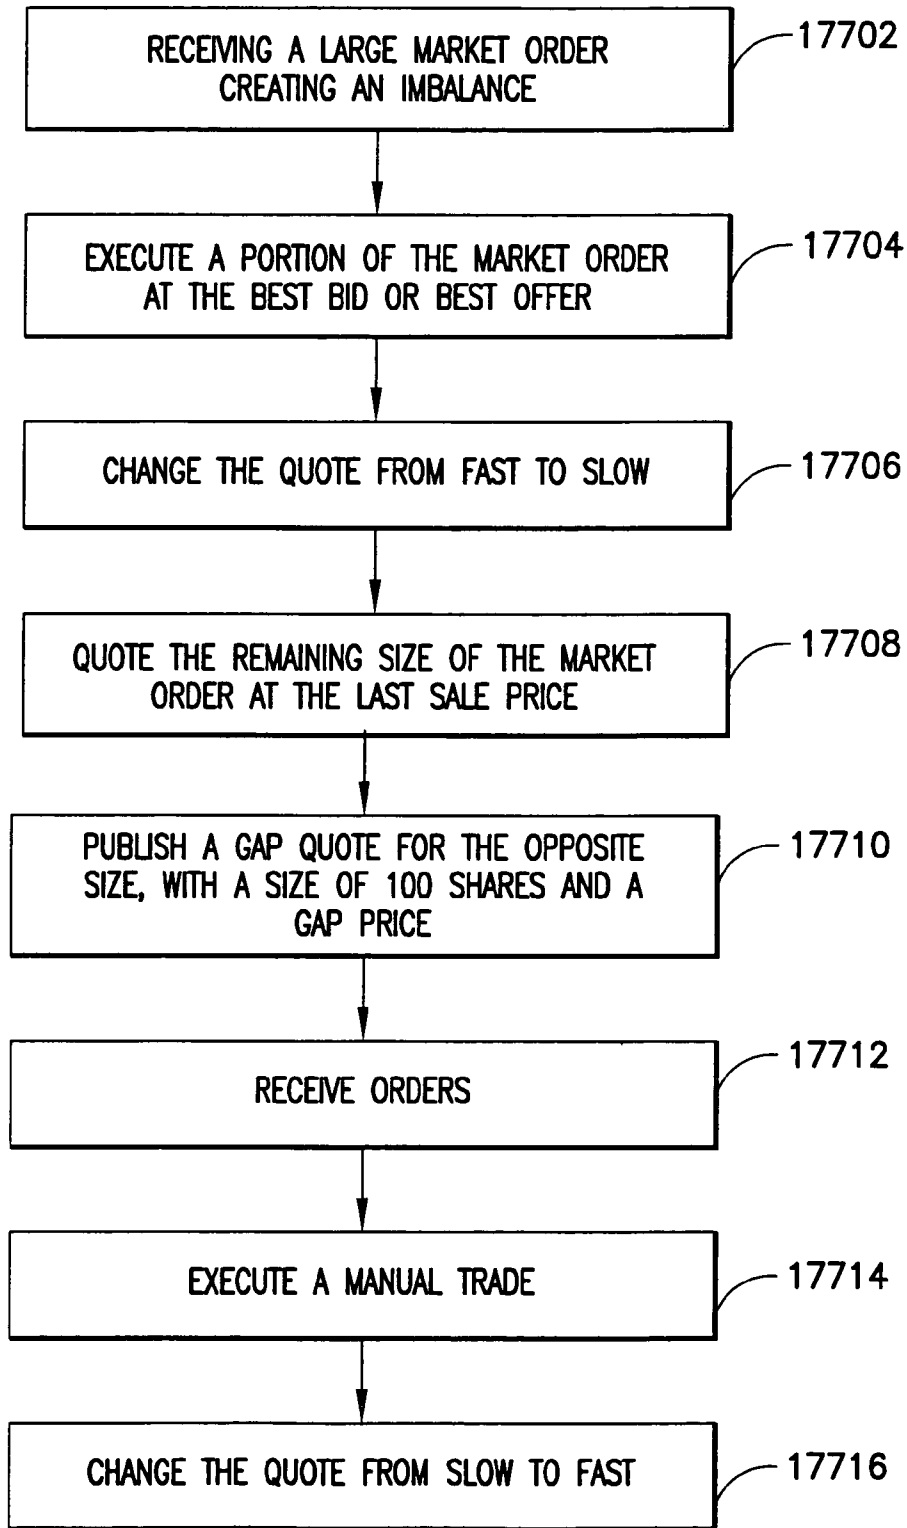 RECEIVING A LARGE MARKET ORDER
CREATING AN IMBALANCE
17702
EXECUTE A PORTION OF THE MARKET ORDER
AT THE BEST BID OR BEST OFFER
17704
CHANGE THE QUOTE FROM FAST TO SLOW
17706
QUOTE THE REMAINING SIZE OF THE MARKET
ORDER AT THE LAST SALE PRICE
17708
PUBLISH A GAP QUOTE FOR THE OPPOSITE
SIZE, WITH A SIZE OF 100 SHARES AND A
GAP PRICE
17710
RECEIVE ORDERS
17712
EXECUTE A MANUAL TRADE
17714
CHANGE THE QUOTE FROM SLOW TO FAST
17716